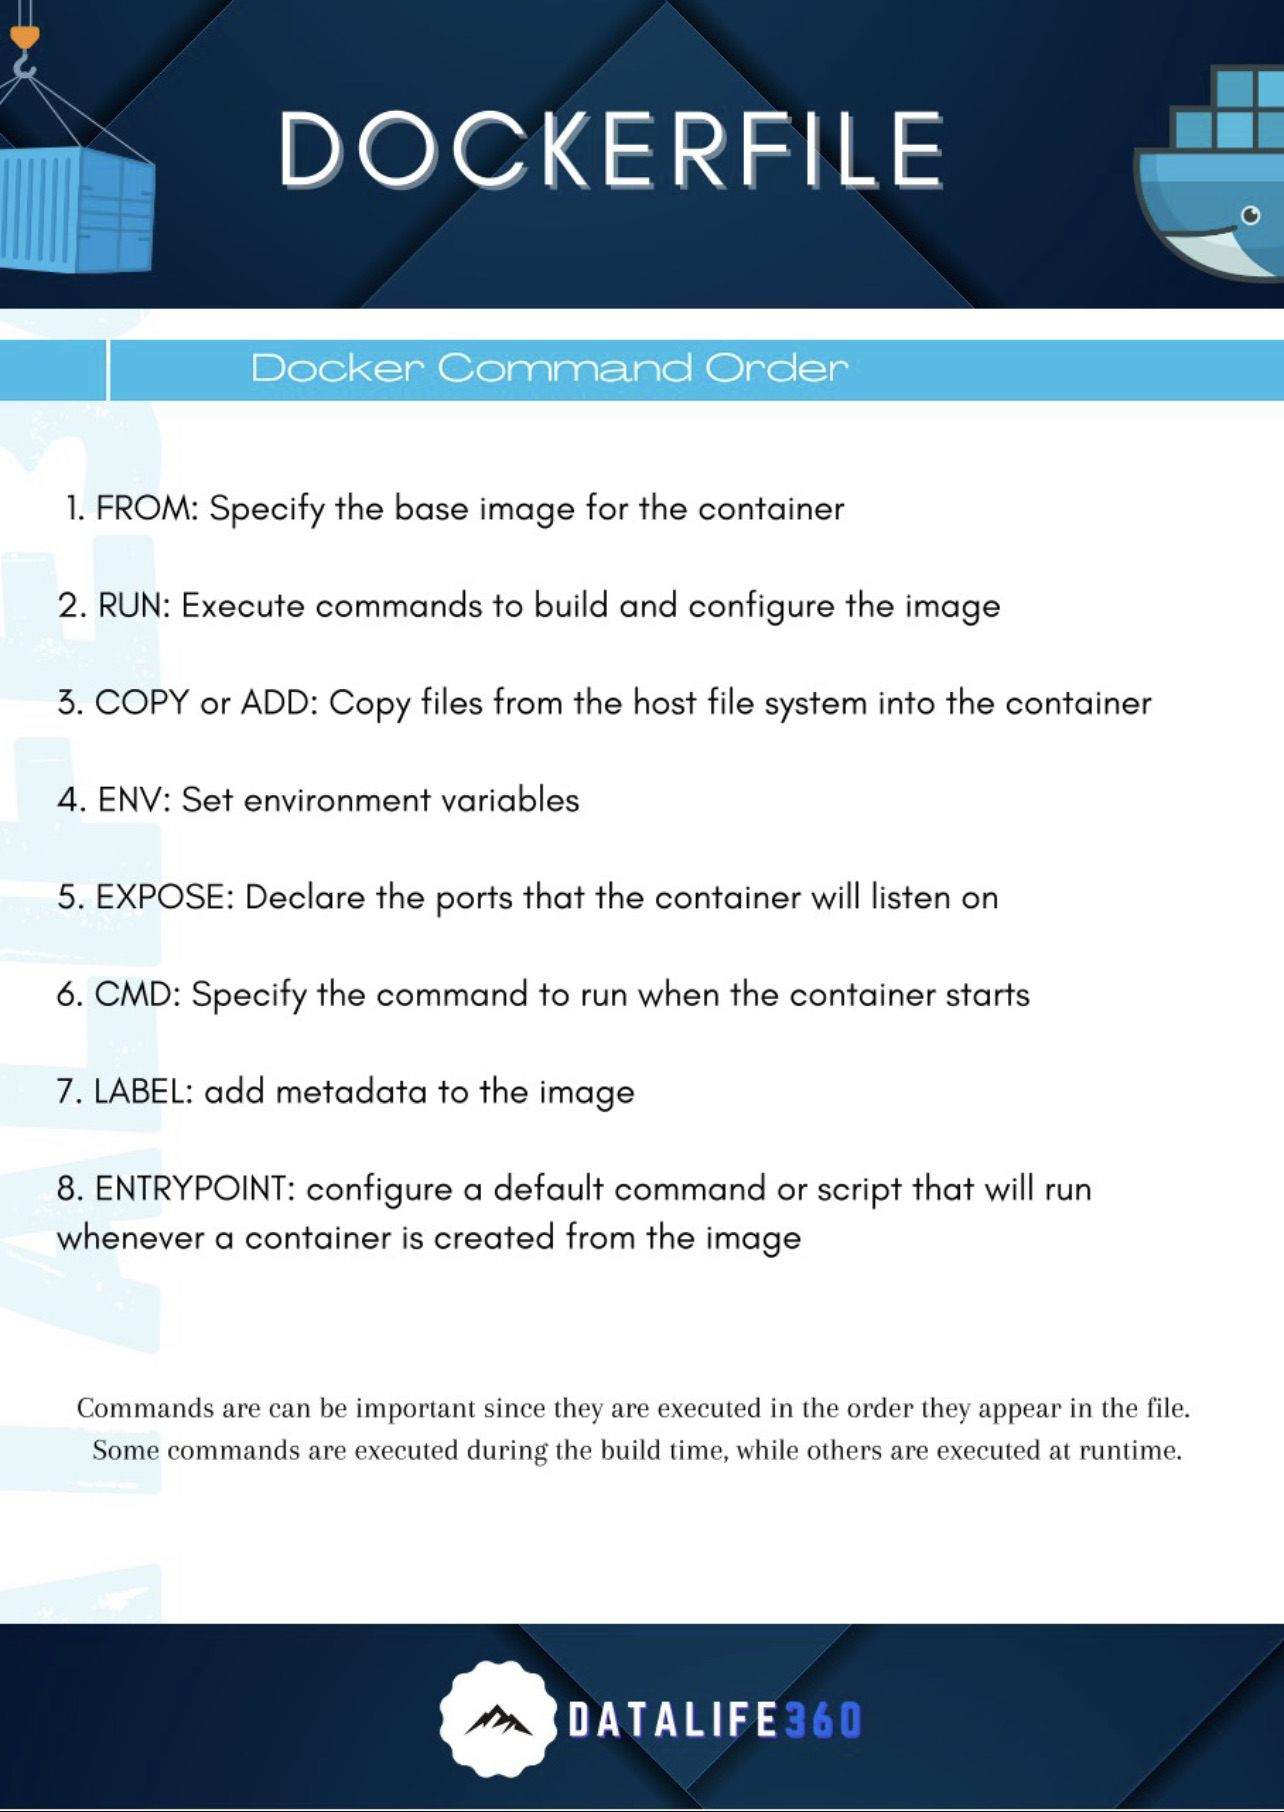 DOCKERFILE
Docker Command Order
1. FROM: Specify the base image for the container
2. RUN: Execute commands to build and configure the image
3. COPY or ADD: Copy files from the host file system into the container
4. ENV: Set environment variables
5. EXPOSE: Declare the ports that the container will listen on
6. CMD: Specify the command to run when the container starts
7. LABEL: add metadata to the image
8. ENTRYPOINT: configure a default command or script that will run
whenever a container is created from the image
Commands are can be important since they are executed in the order they appear in the file.
Some commands are executed during the build time, while others are executed at runtime.
DATALIFE360